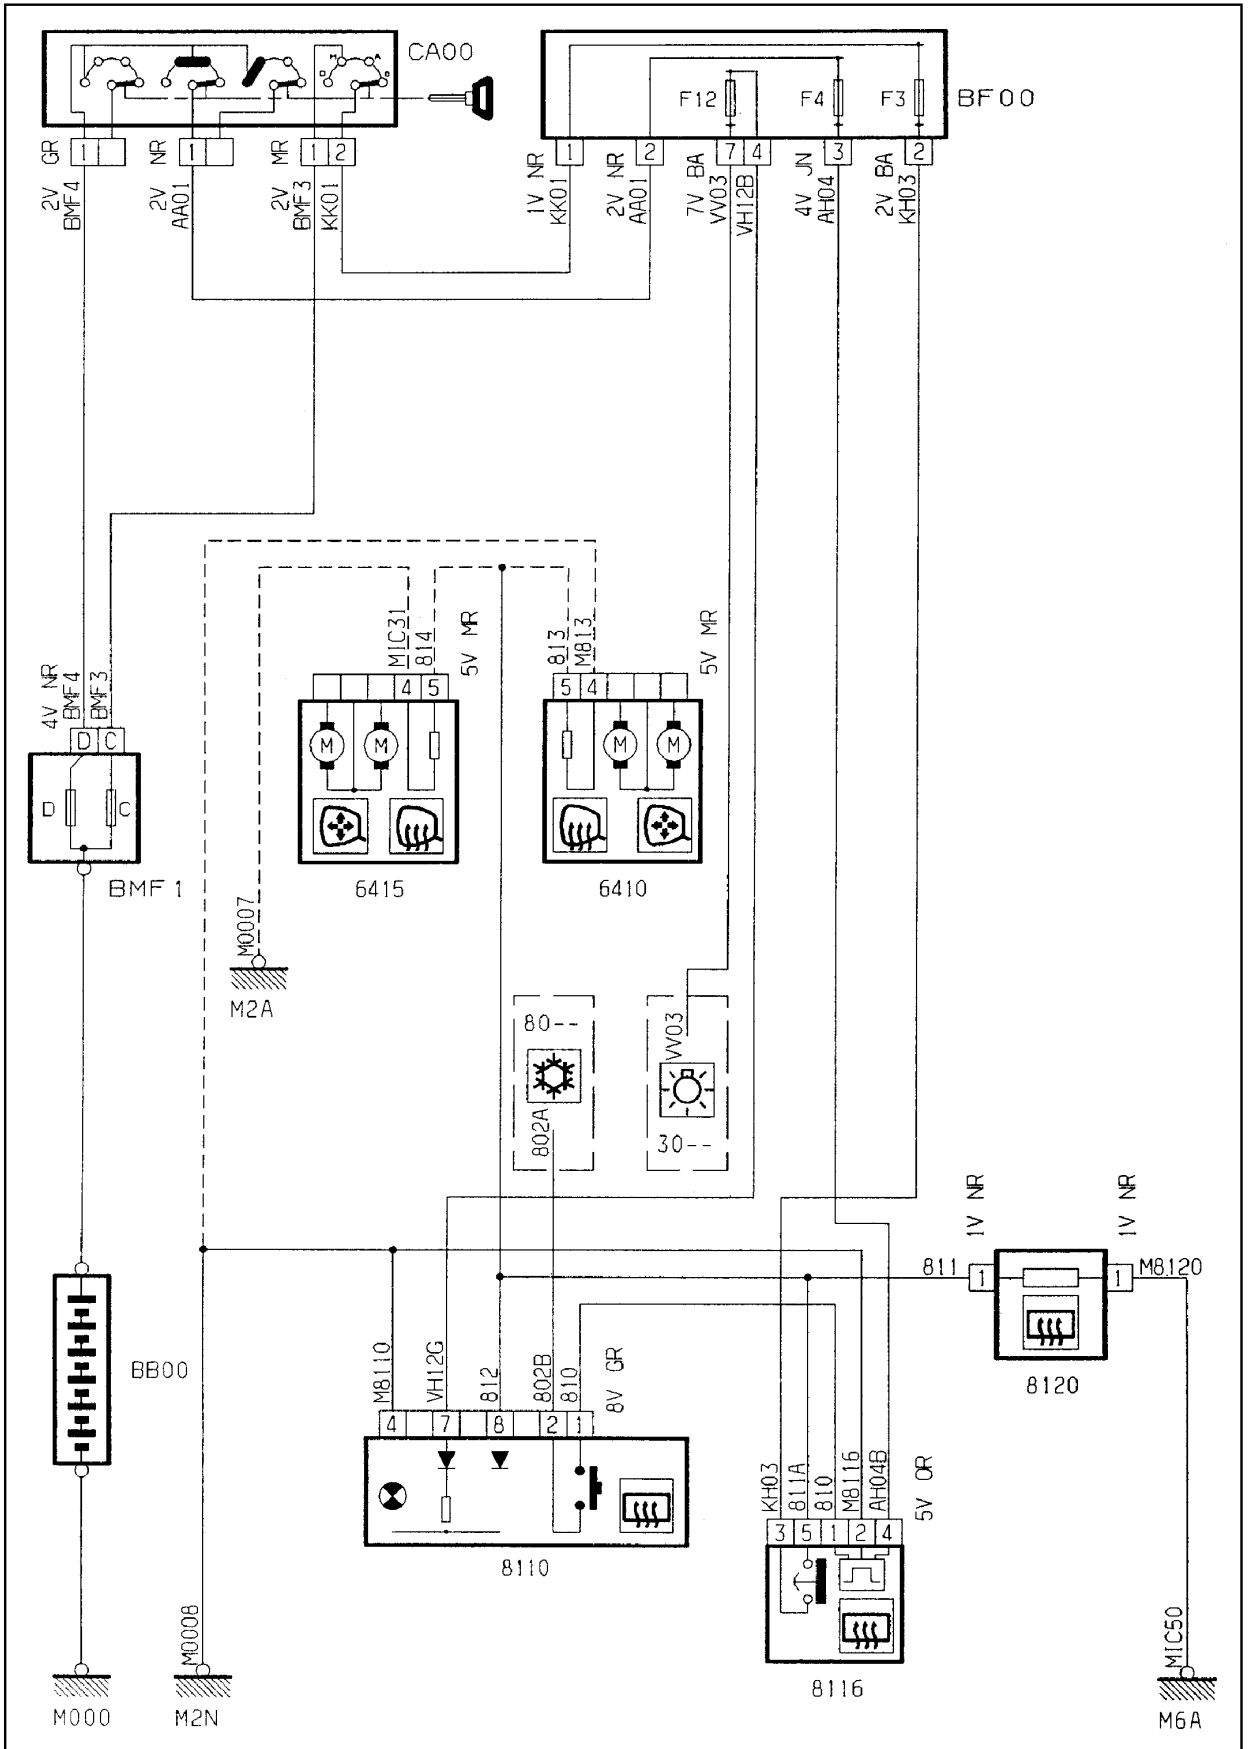 CA00
M
A
D
D
F12
F4
F3
BF00
1
1
1 2
1
2
7 4
3
2
2V GR
BMF4
2V NR
AA01
2V MR
BMF3
KK01
1V NR
KK01
2V NR
AA01
7V BA
VV03
VH12B
4V JN
AH04
2V BA
KH03
MIC31
814
5V MR
813
M813
5V MR
4 5
5 4
4V NR
BMF4
BMF3
D C
M
M
M
M
D
C
BMF1
6415
6410
M0007
M2A
80--
802A
VV03
30--
1V NR
1V NR
811
1
1
M8120
8120
BB00
M8110
VH12G
812
802B
810
8V GR
4
7
8
2 1
8110
KH03
811A
810
M8116
AH04B
5V OR
3 5 1 2 4
8116
M000
M0008
M2N
MIC50
M6A